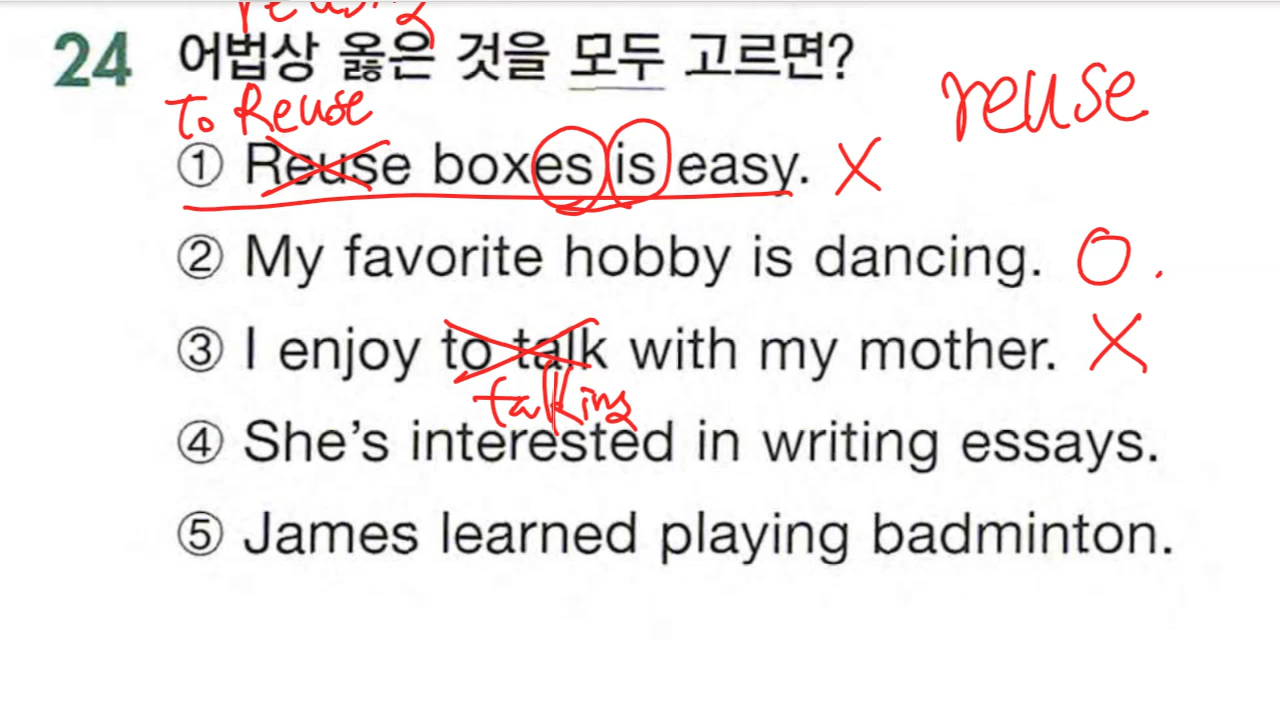 reusing
24 어법상 옳은 것을 모두 고르면?
To Reuse
reuse
① Reuse boxes is easy. X
② My favorite hobby is dancing. O.
③ I enjoy to talk with my mother. X
talking
④ She's interested in writing essays.
⑤ James learned playing badminton.